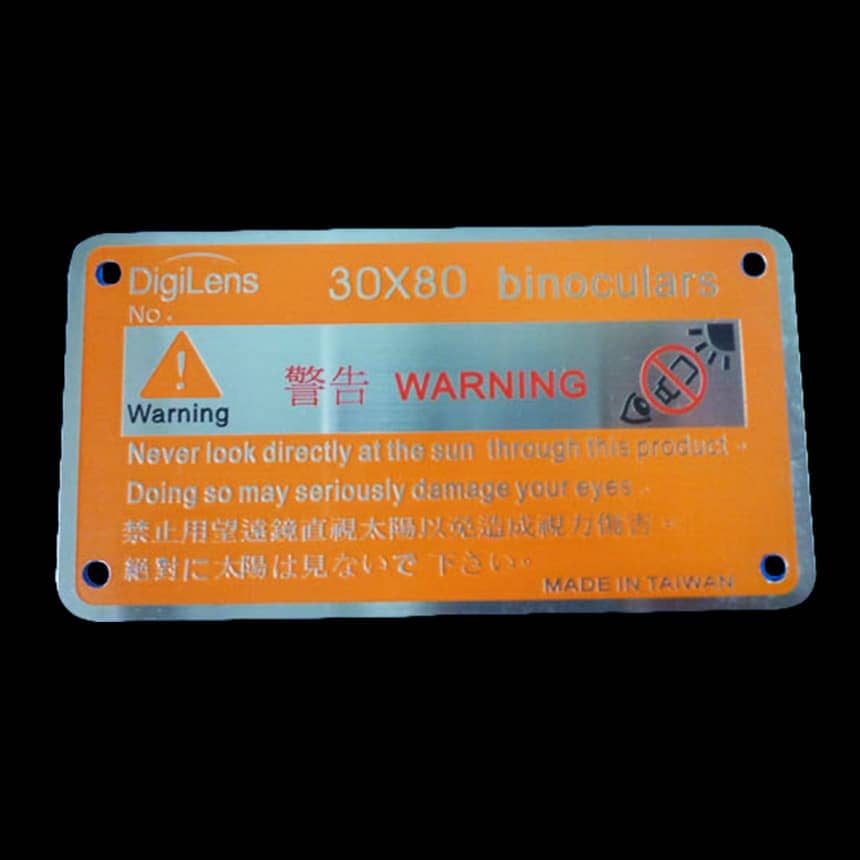 DigiLens 30X80 binoculars
No.
警告 WARNING
Warning
Never look directly at the sun through this product.
Doing so may seriously damage your eyes.
禁止用望遠鏡直視太陽以免造成視力傷害。
絕對に太陽は見ないで下さい。
MADE IN TAIWAN